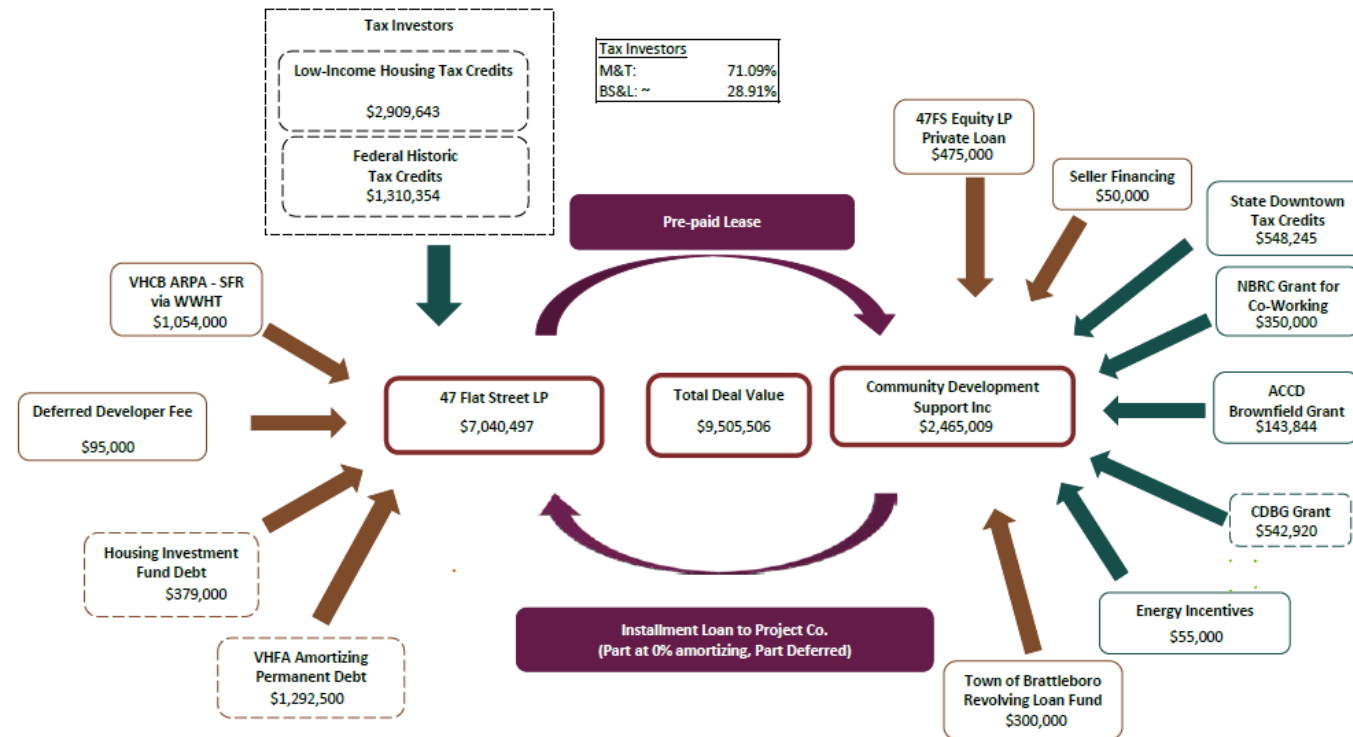 Tax Investors
Low-Income Housing Tax Credits
$2,909,643
Federal Historic
Tax Credits
$1,310,354
Tax Investors
M&T: 71.09%
BS&L: ~ 28.91%
47FS Equity LP
Private Loan
$475,000
Seller Financing
$50,000
State Downtown
Tax Credits
$548,245
Pre-paid Lease
VHCB ARPA - SFR
via WWHT
$1,054,000
NBRC Grant for
Co-Working
$350,000
Deferred Developer Fee
$95,000
47 Flat Street LP
$7,040,497
Total Deal Value
$9,505,506
Community Development
Support Inc
$2,465,009
ACCD
Brownfield Grant
$143,844
Housing Investment
Fund Debt
$379,000
CDBG Grant
$542,920
VHFA Amortizing
Permanent Debt
$1,292,500
Installment Loan to Project Co.
(Part at 0% amortizing, Part Deferred)
Energy Incentives
$55,000
Town of Brattleboro
Revolving Loan Fund
$300,000